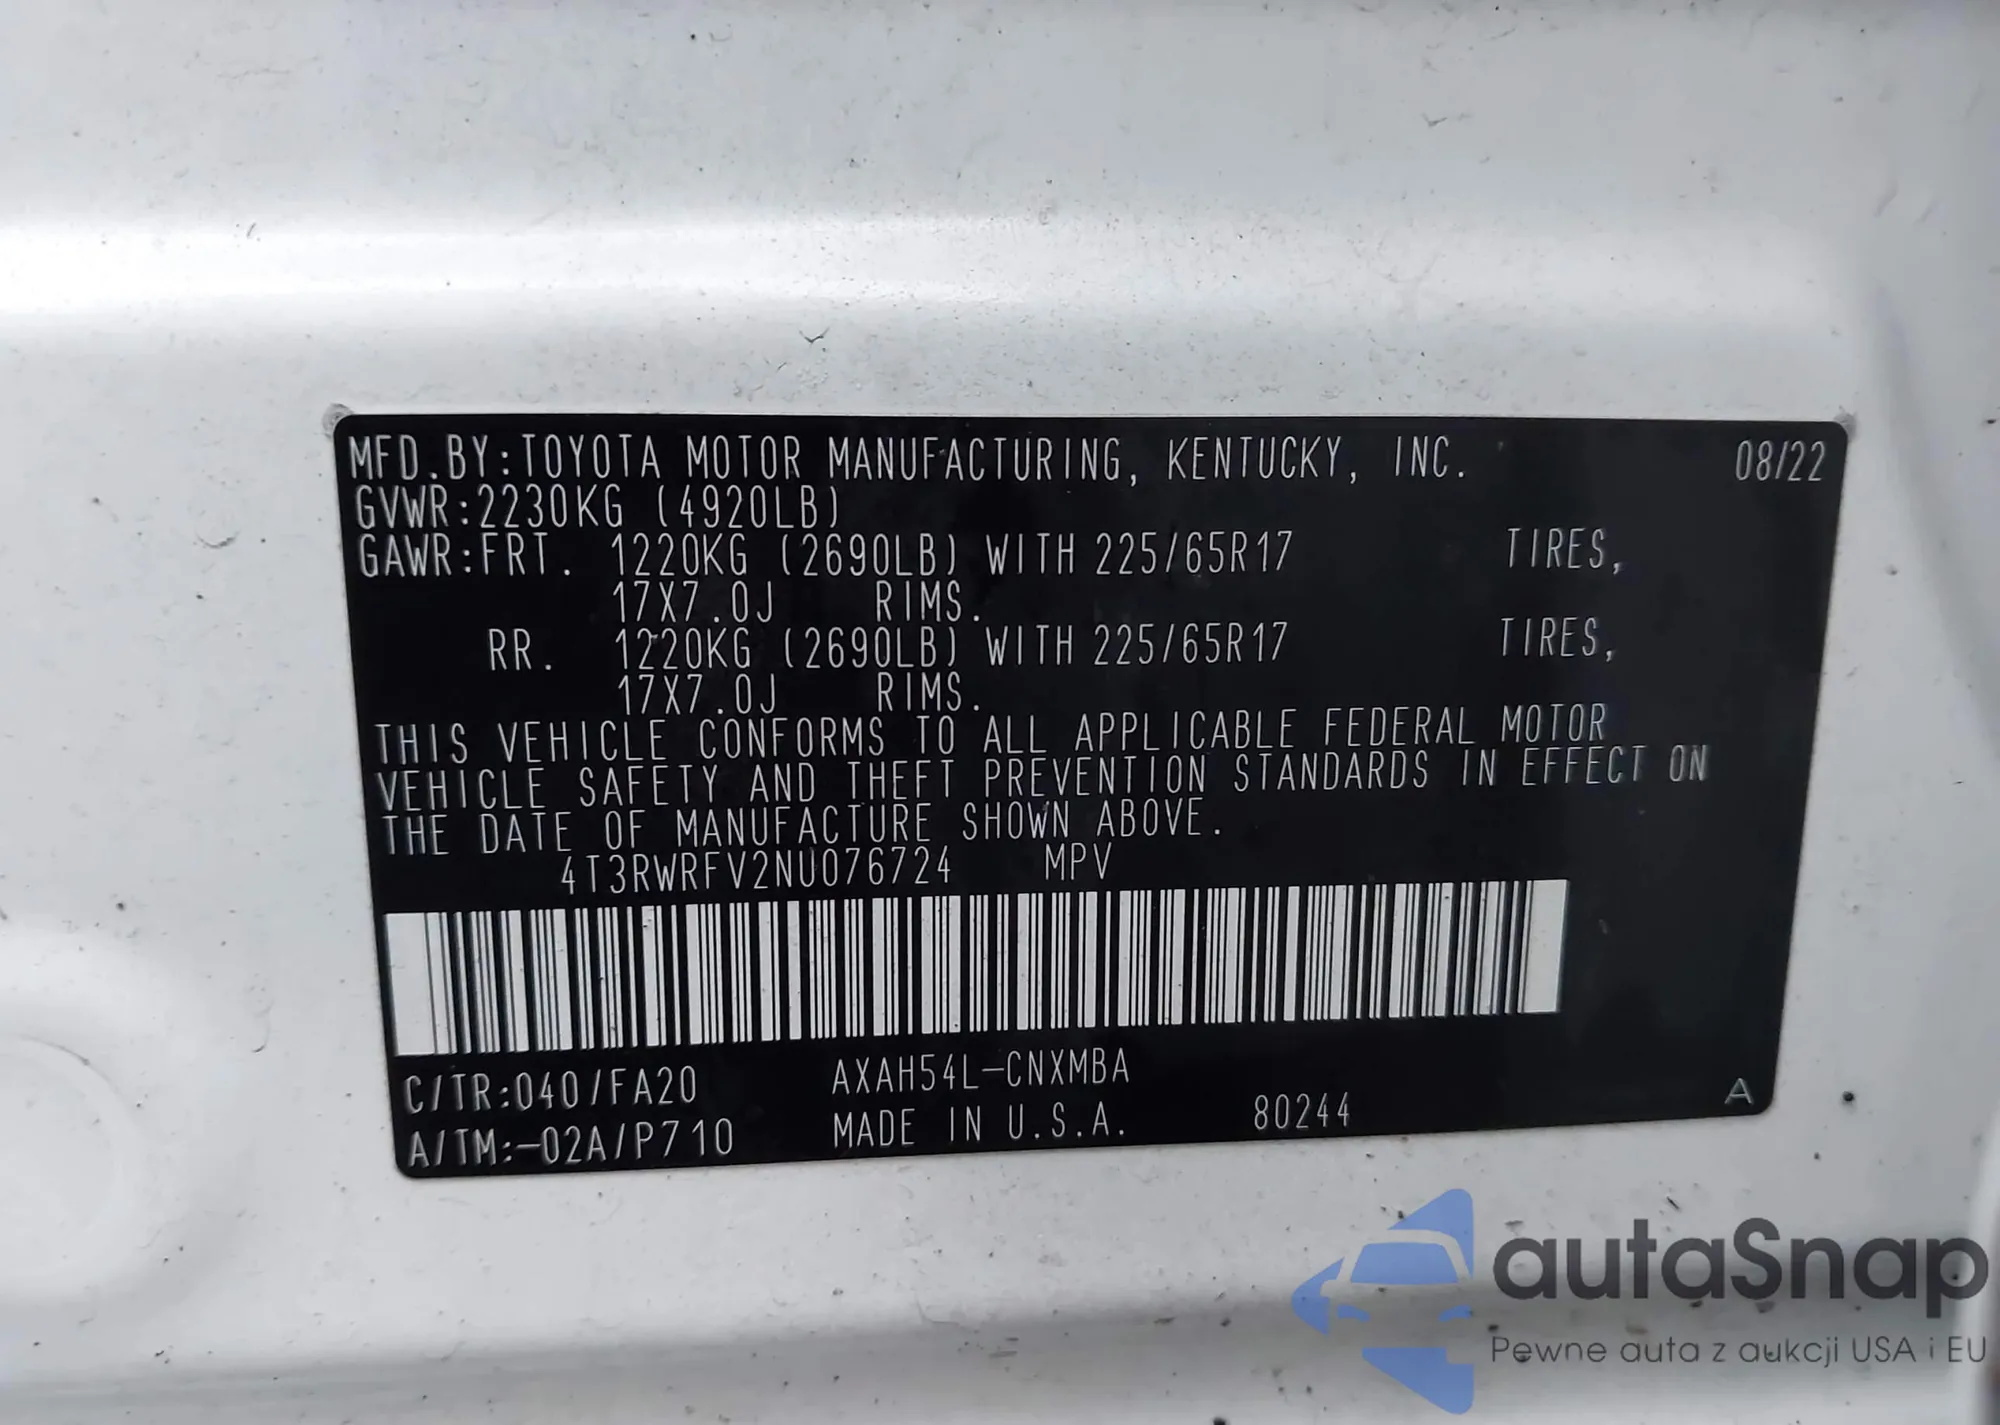 MFD.BY:TOYOTA MOTOR MANUFACTURING, KENTUCKY, INC. 08/22
GVWR:2230KG (4920LB)
GAWR:FRT. 1220KG (2690LB) WITH 225/65R17 TIRES,
17X7.0J RIMS.
RR. 1220KG (2690LB) WITH 225/65R17 TIRES,
17X7.0J RIMS.
THIS VEHICLE CONFORMS TO ALL APPLICABLE FEDERAL MOTOR
VEHICLE SAFETY AND THEFT PREVENTION STANDARDS IN EFFECT ON
THE DATE OF MANUFACTURE SHOWN ABOVE.
4T3RWRFV2NU076724 MPV
C/TR:040/FA20 AXAH54L-CNXMBA A
A/TM:-02A/P710 MADE IN U.S.A. 80244
autaSnap
Pewne auta z aukcji USA i EU